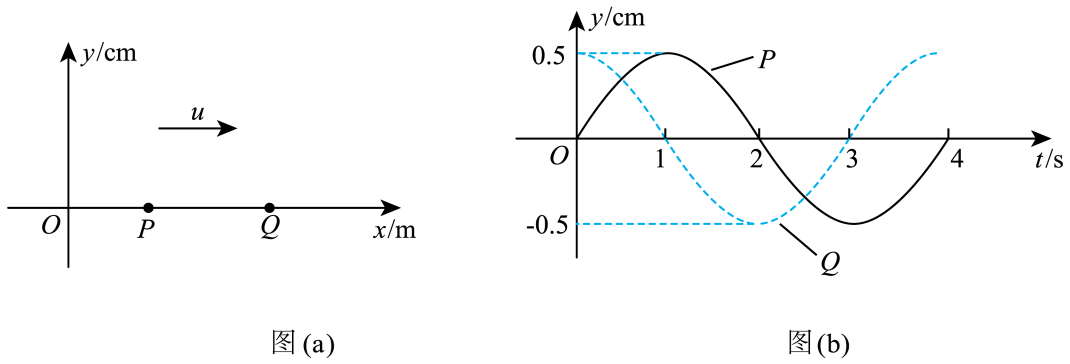 y/cm
u
O
P
Q
x/m
图(a)
y/cm
0.5
P
O
1
2
3
4
t/s
-0.5
Q
图(b)